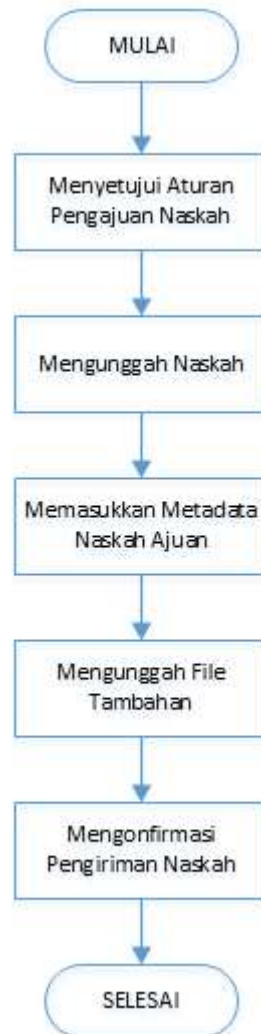 MULAI
Menyetujui Aturan
Pengajuan Naskah
Mengunggah Naskah
Memasukkan Metadata
Naskah Ajuan
Mengunggah File
Tambahan
Mengonfirmasi
Pengiriman Naskah
SELESAI